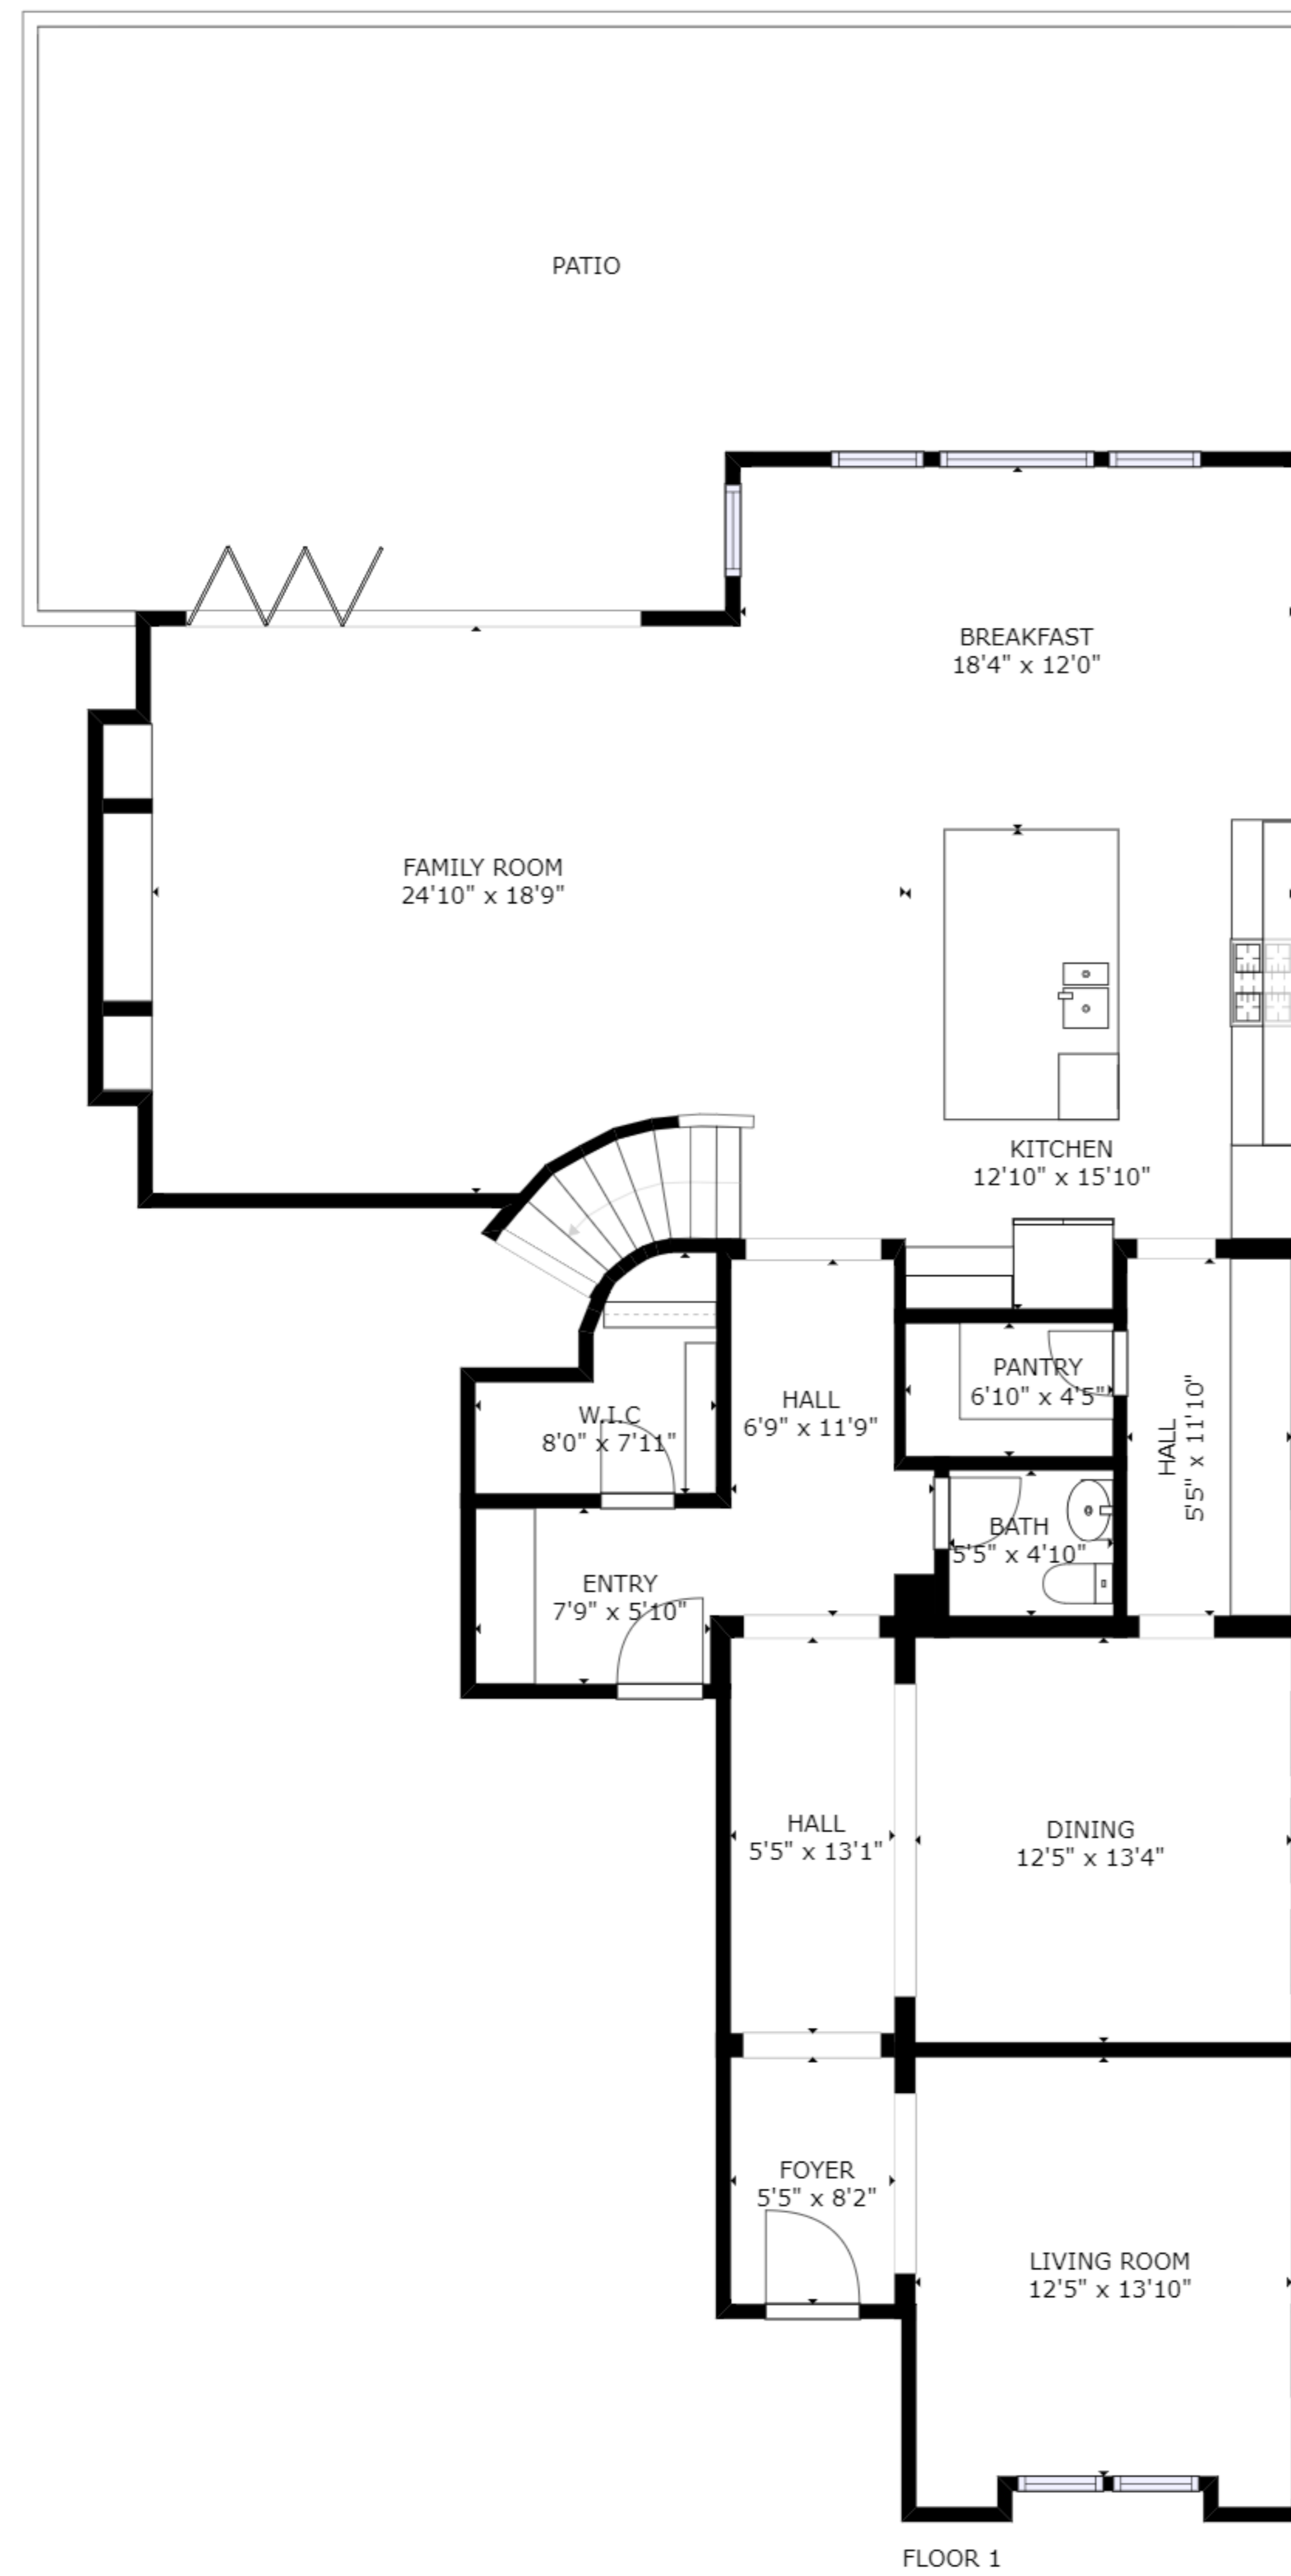 PATIO
BREAKFAST
18'4" x 12'0"
FAMILY ROOM
24'10" x 18'9"
KITCHEN
12'10" x 15'10"
PANTRY
6'10" x 4'5"
HALL
6'9" x 11'9"
W.I.C
8'0" x 7'11"
HALL
5'5" x 11'10"
BATH
5'5" x 4'10"
ENTRY
7'9" x 5'10"
HALL
5'5" x 13'1"
DINING
12'5" x 13'4"
FOYER
5'5" x 8'2"
LIVING ROOM
12'5" x 13'10"
FLOOR 1